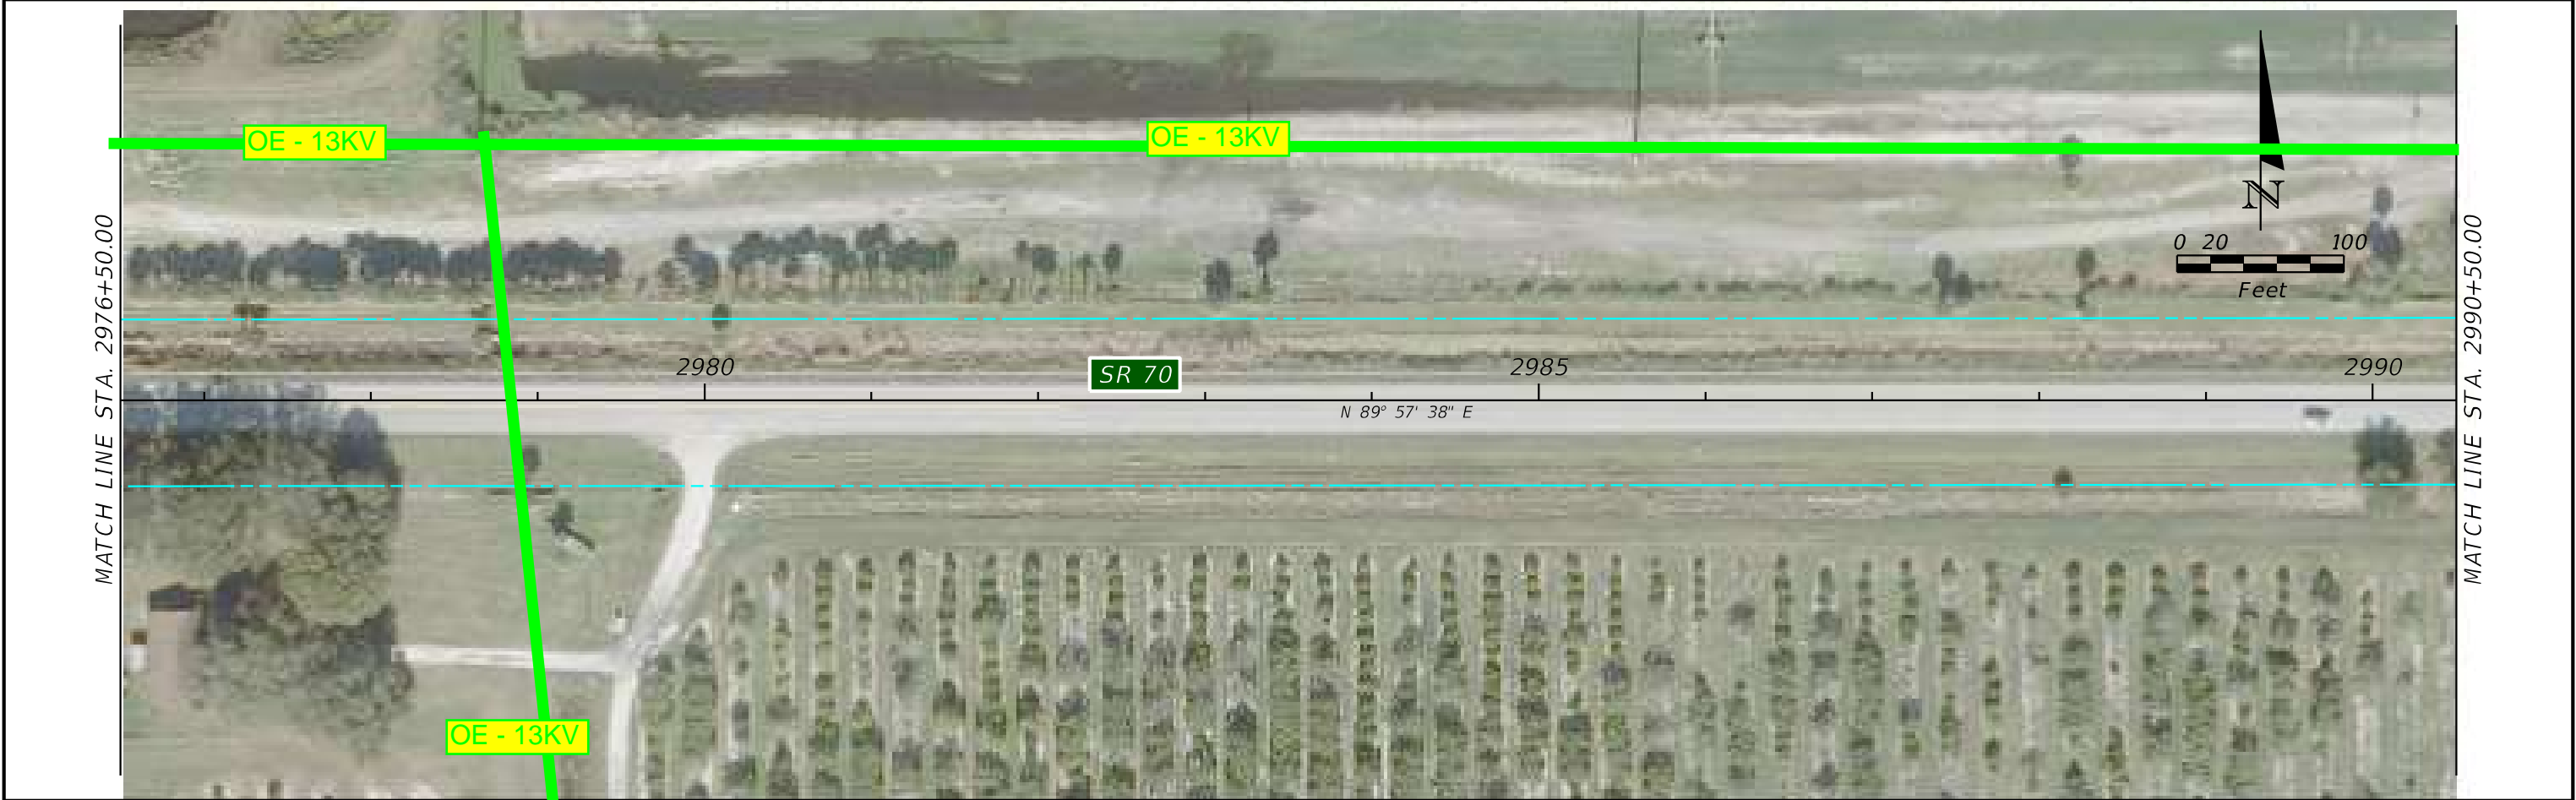 OE - 13KV
OE - 13KV
N
0 20 100
Feet
MATCH LINE STA. 2976+50.00
MATCH LINE STA. 2990+50.00
2980
SR 70
2985
2990
N 89° 57' 38" E
OE - 13KV